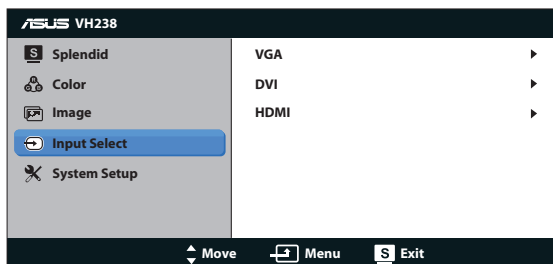 ASUS VH238
S Splendid
Color
Image
Input Select
System Setup
VGA
DVI
HDMI
Move Menu S Exit